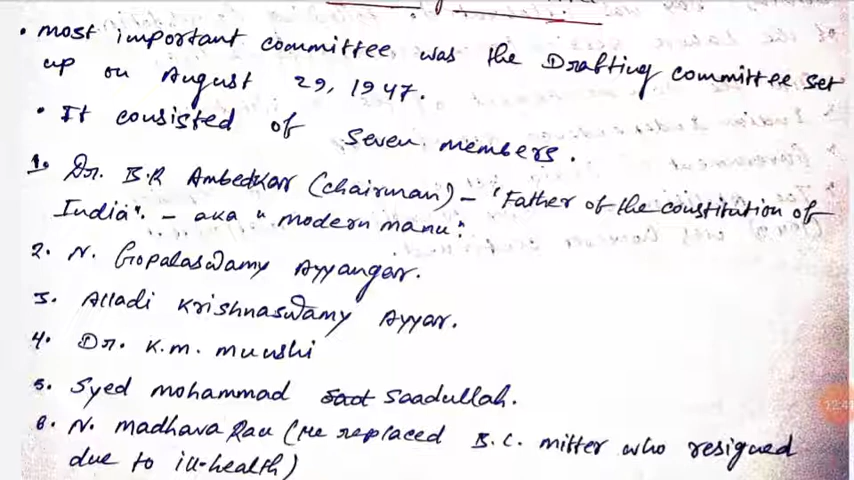 • most important committee was the Drafting committee set
up on August 29, 1947.
• It consisted of seven members.
1. Dr. B.R Ambedkar (chairman) - 'Father of the constitution of
India". - aka "modern manu".
2. N. Gopalaswamy Ayyangar.
3. Alladi Krishnaswamy Ayyar.
4. Dr. K.M. Munshi
5. Syed mohammad Saadullah.
6. N. madhava Rau (He replaced B.C. mitter who resigned
due to ill-health)
12:41